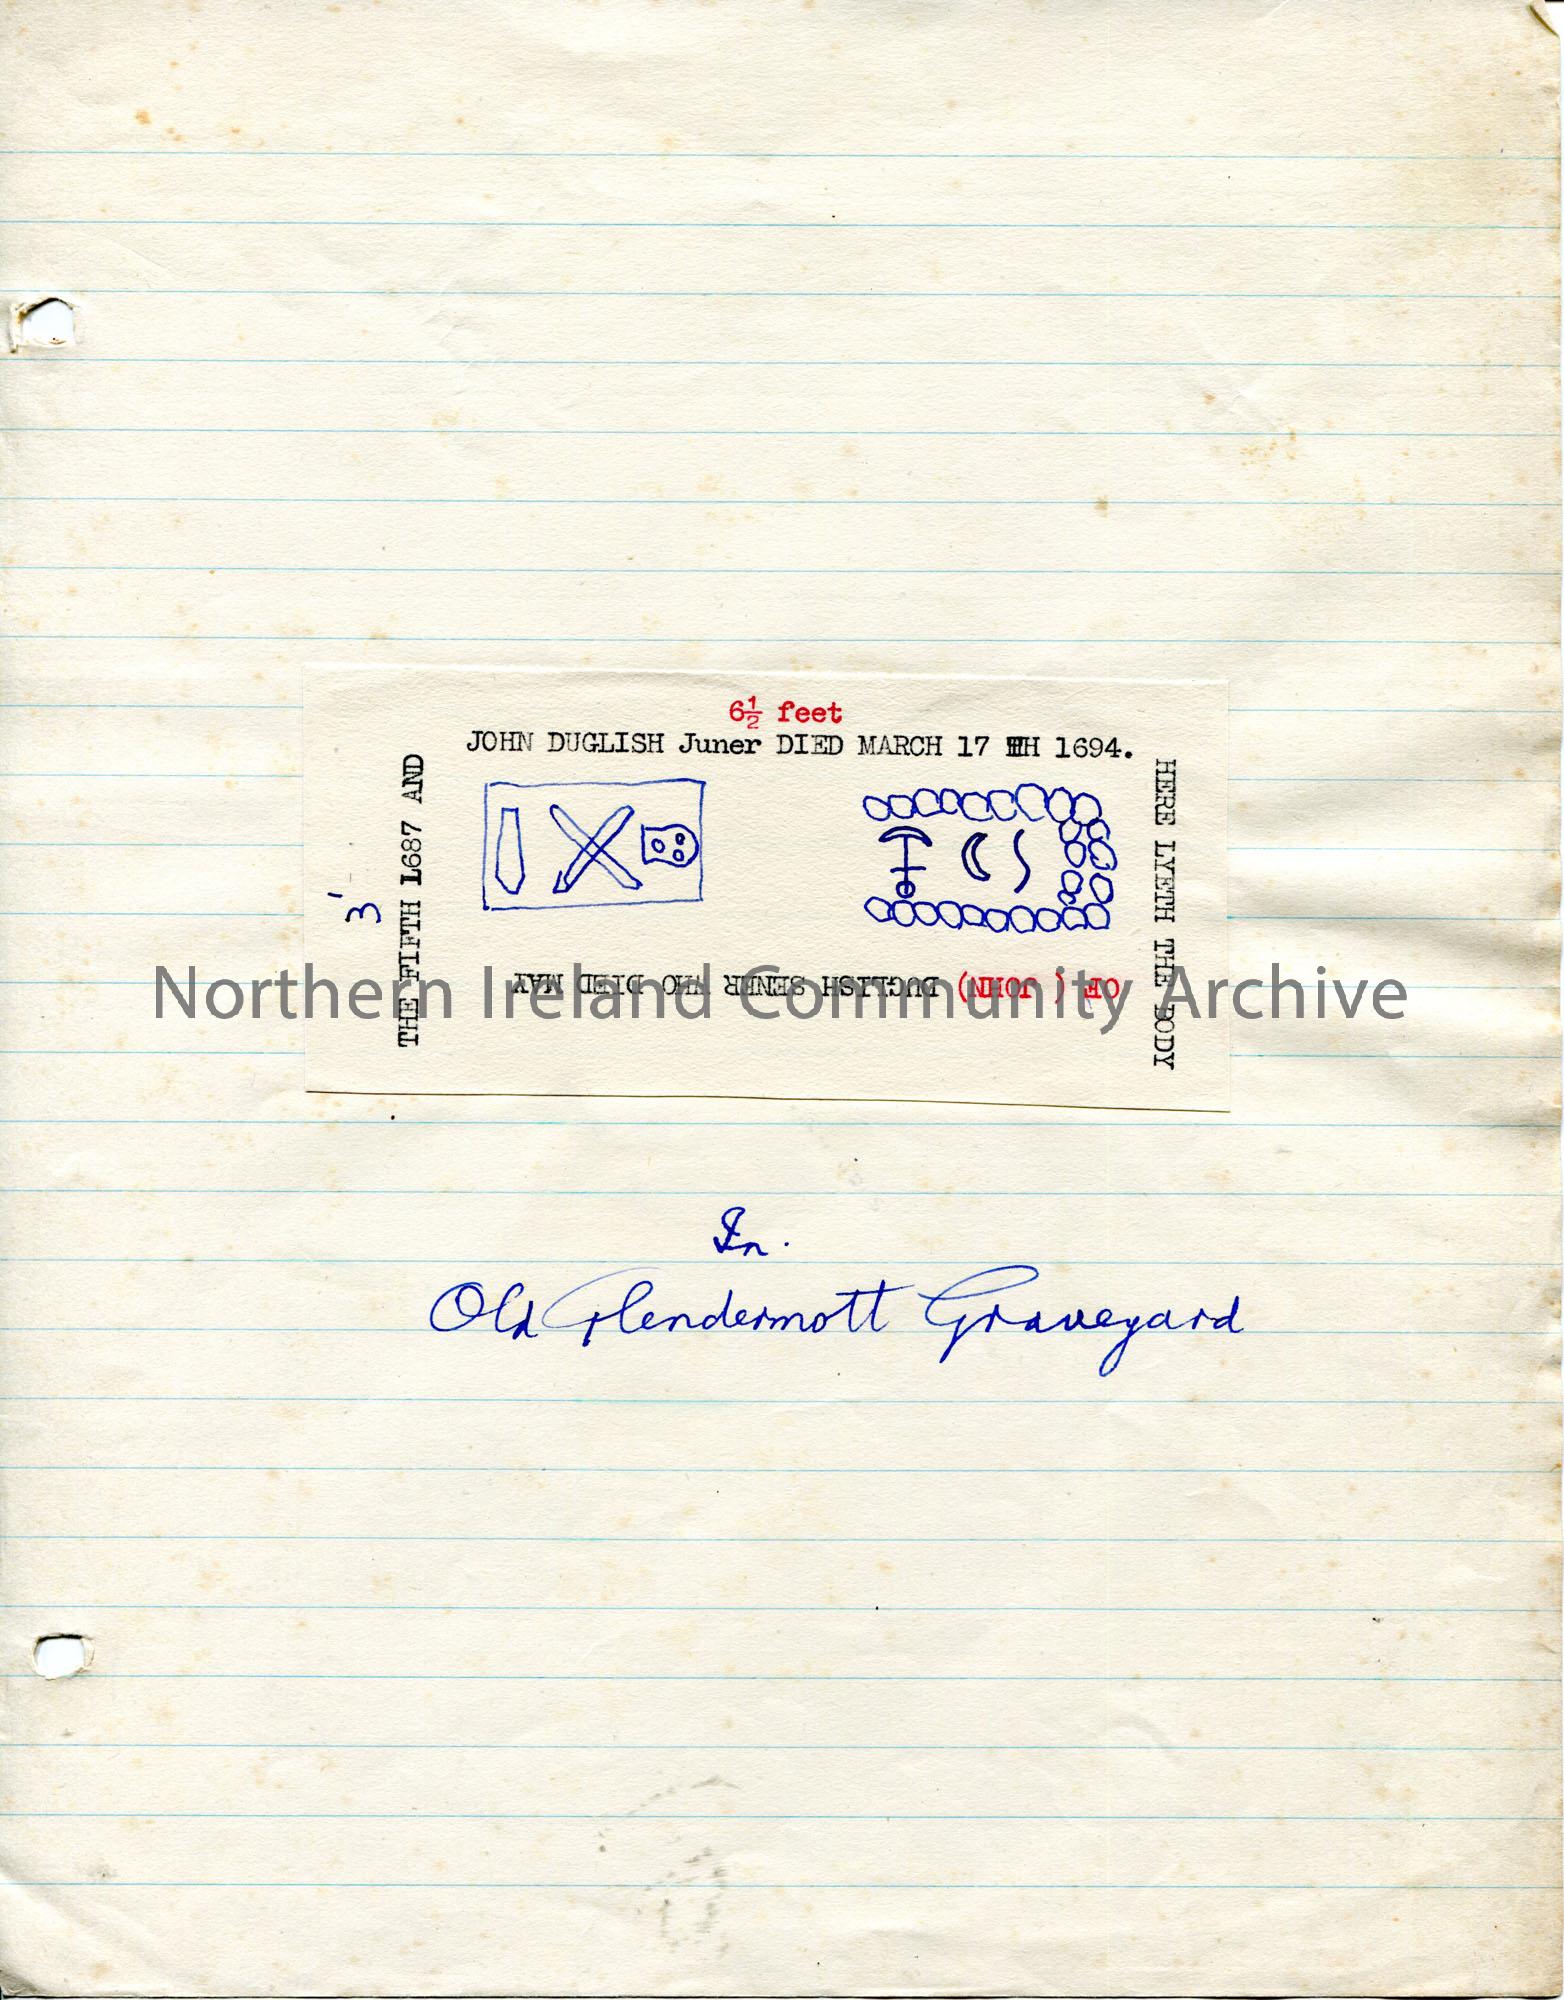 6½ feet
JOHN DUGLISH Juner DIED MARCH 17 TH 1694.
HERE LYETH THE BODY
OF ( JOHN ) DUGLISH SENER WHO DIED MAY
THE FIFTH L687 AND
3'
Northern Ireland Community Archive
In.
Old Glendermott Graveyard